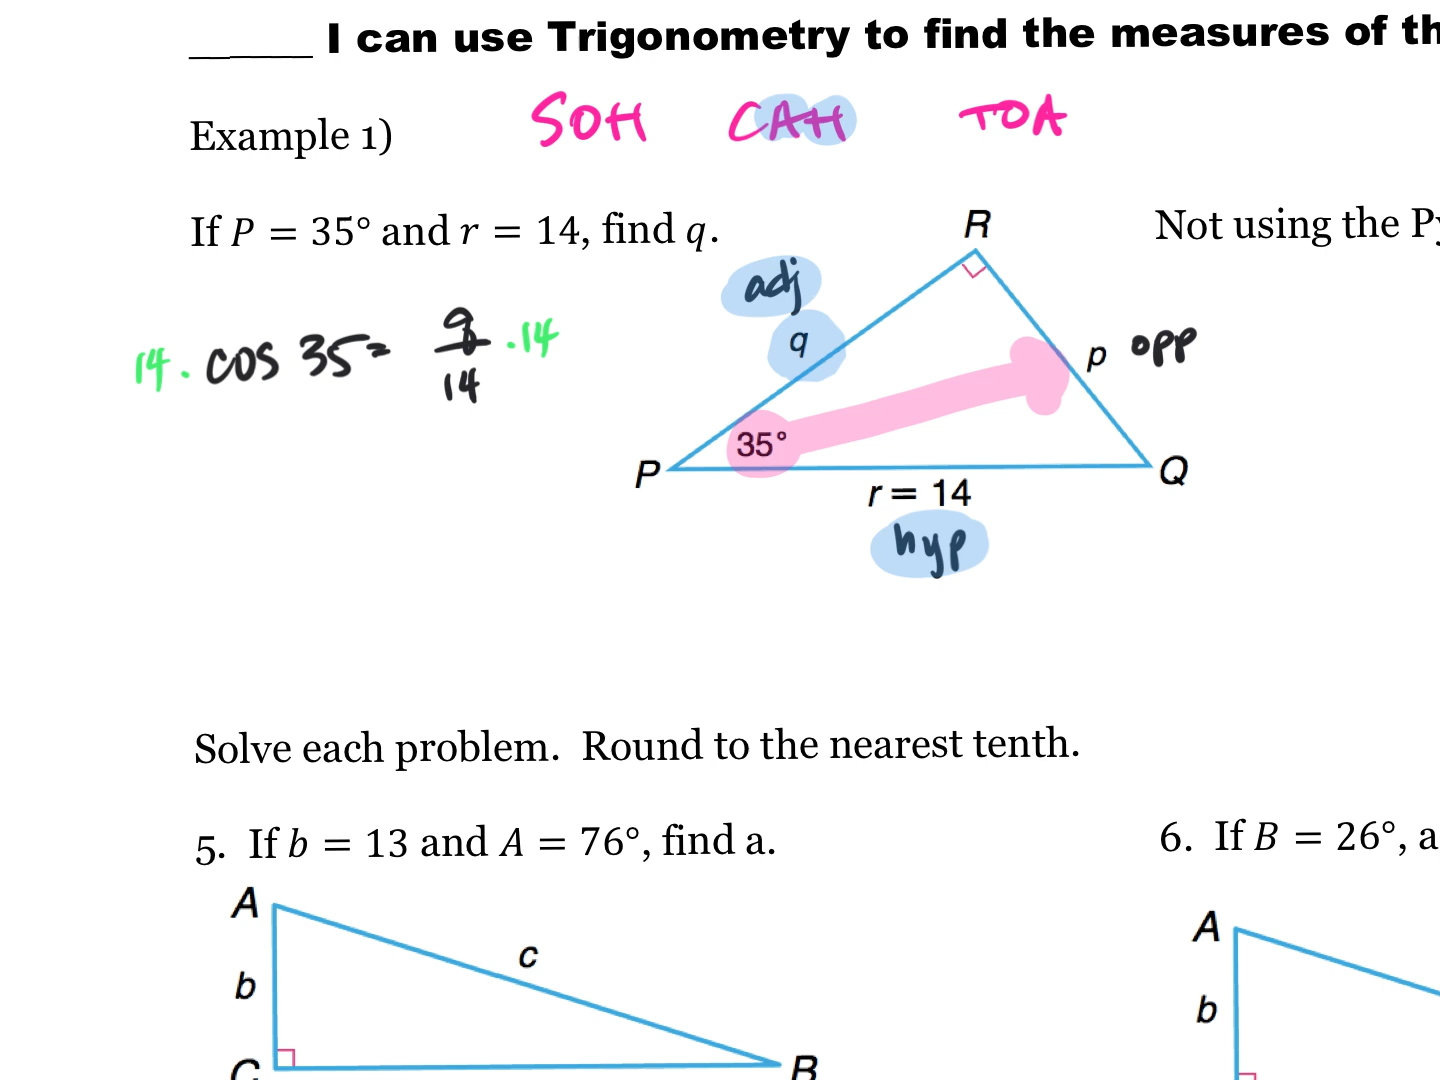 ______ I can use Trigonometry to find the measures of th
Example 1) SOH CAH TOA
If P = 35° and r = 14, find q.
Not using the Py
R
adj
q
p opp
14 · cos 35 = q/14 · 14
35°
P
Q
r = 14
hyp
Solve each problem. Round to the nearest tenth.
5. If b = 13 and A = 76°, find a.
6. If B = 26°, a
A
c
b
C
B
A
b